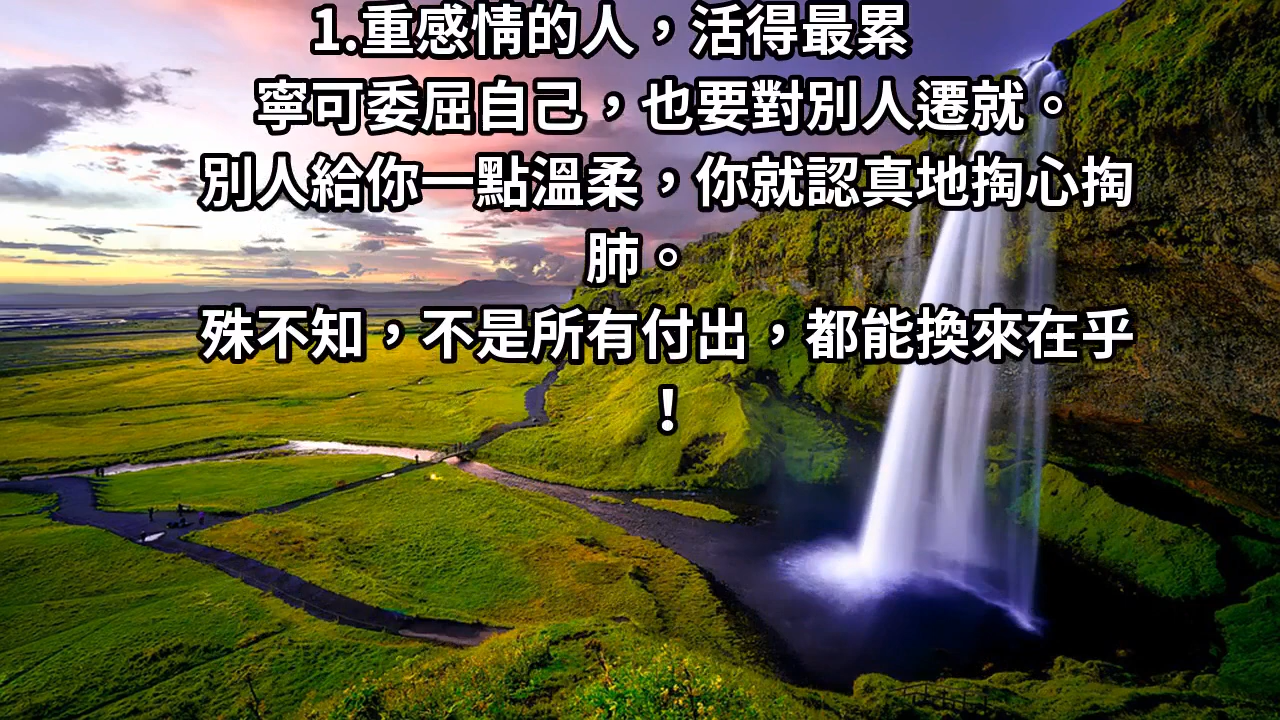 1.重感情的人，活得最累
寧可委屈自己，也要對別人遷就。
別人給你一點溫柔，你就認真地掏心掏
肺。
殊不知，不是所有付出，都能換來在乎
！